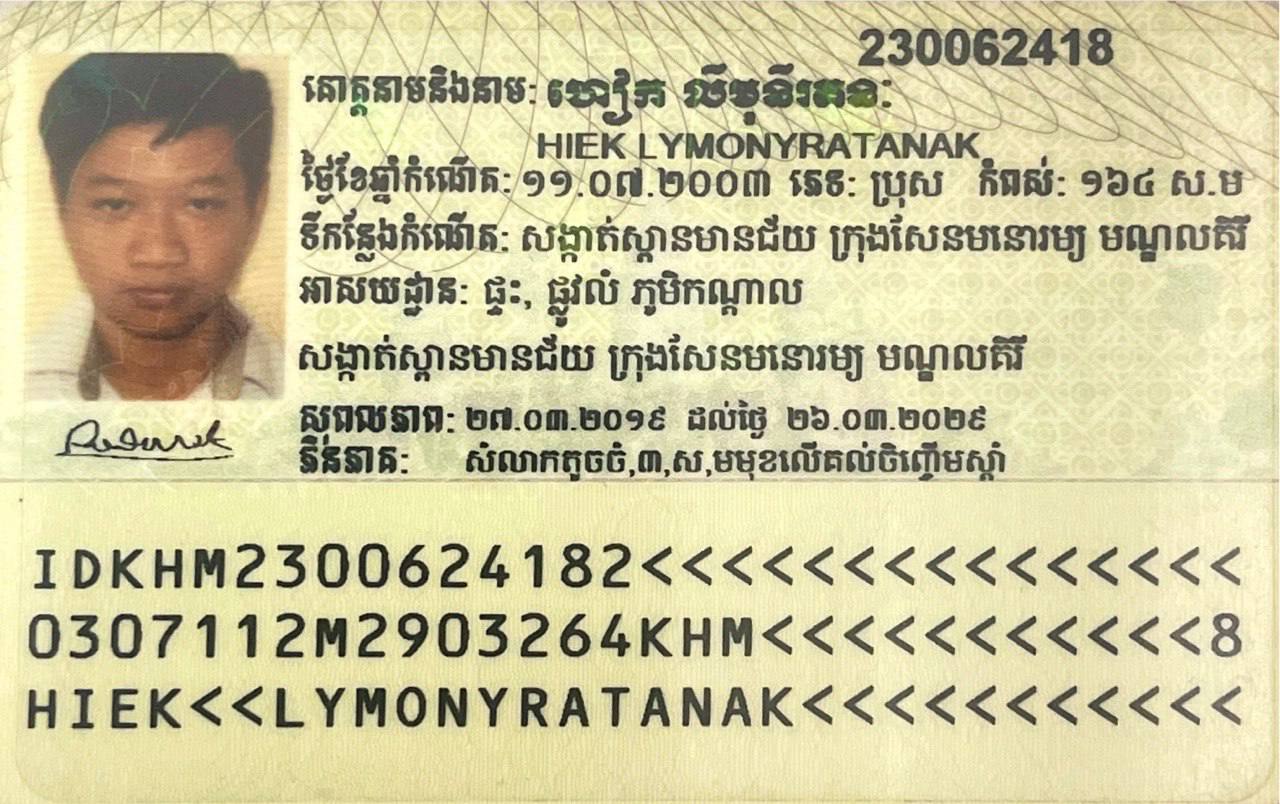 230062418
គោត្តនាមនិងនាម: ហៀក លីមុនីរតនៈ
HIEK LYMONYRATANAK
ថ្ងៃខែឆ្នាំកំណើត: ១១.០៧.២០០៣ ភេទ: ប្រុស កំពស់: ១៦៤ ស.ម
ទីកន្លែងកំណើត: សង្កាត់ស្ពានមានជ័យ ក្រុងសែនមនោរម្យ មណ្ឌលគិរី
អាសយដ្ឋាន: ផ្ទះ, ផ្លូវលំ ភូមិកណ្តាល
សង្កាត់ស្ពានមានជ័យ ក្រុងសែនមនោរម្យ មណ្ឌលគិរី
សុពលភាព: ២៧.០៣.២០១៩ ដល់ថ្ងៃ ២៦.០៣.២០២៩
ភិនភាគ: សំលាកតូចចំ,៣,ស,មមុខលើគល់ចិញ្ចើមស្តាំ
IDKHM2300624182<<<<<<<<<<<<<<<
0307112M2903264KHM<<<<<<<<<<<8
HIEK<<LYMONYRATANAK<<<<<<<<<<<